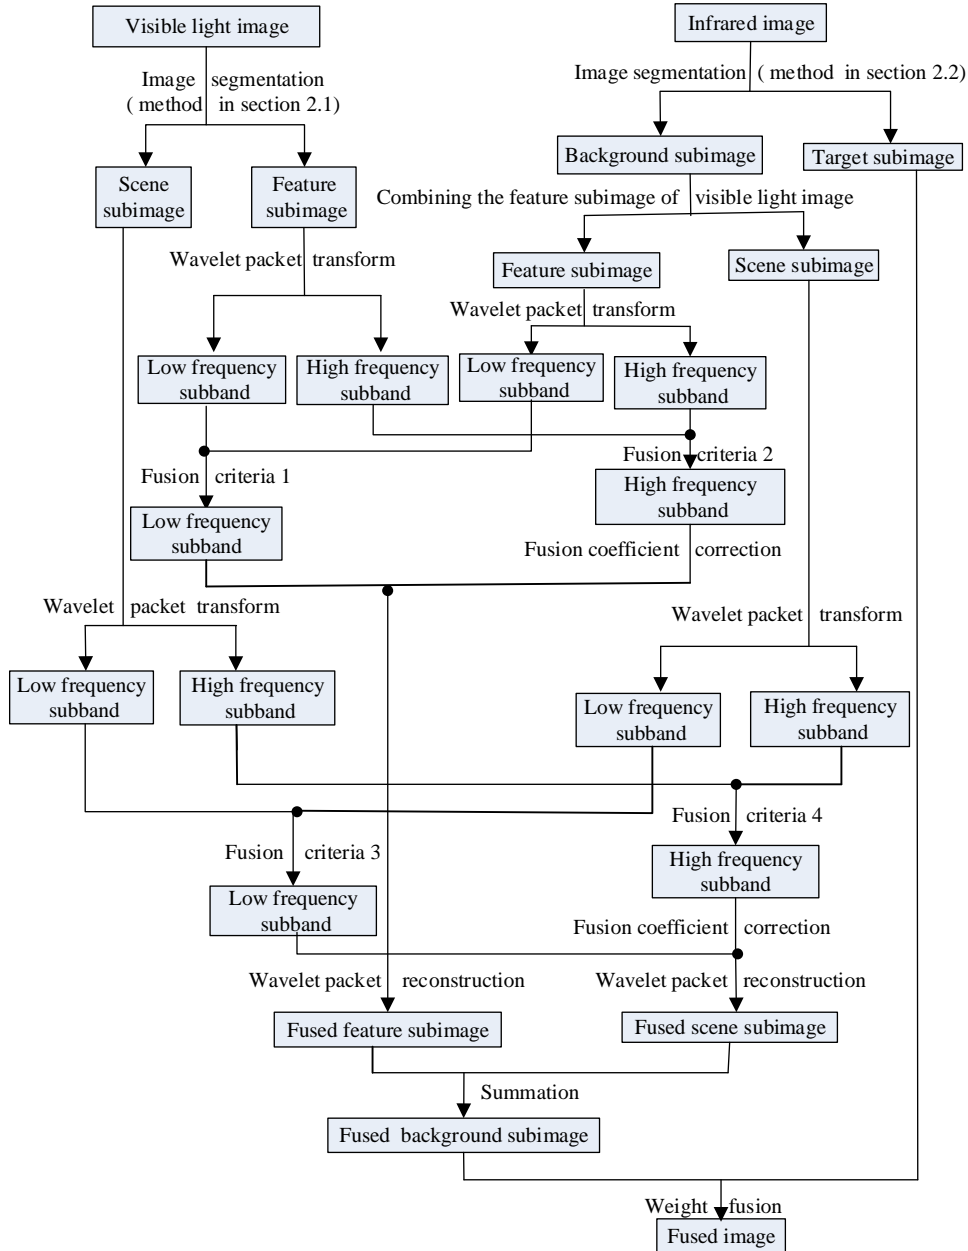 Visible light image
Infrared image
Image segmentation
( method in section 2.1)
Image segmentation ( method in section 2.2)
Scene
subimage
Feature
subimage
Background subimage
Target subimage
Combining the feature subimage of visible light image
Wavelet packet transform
Feature subimage
Scene subimage
Wavelet packet transform
Low frequency
subband
High frequency
subband
Low frequency
subband
High frequency
subband
Fusion criteria 1
Fusion criteria 2
Low frequency
subband
High frequency
subband
Fusion coefficient correction
Wavelet packet transform
Wavelet packet transform
Low frequency
subband
High frequency
subband
Low frequency
subband
High frequency
subband
Fusion criteria 3
Fusion criteria 4
Low frequency
subband
High frequency
subband
Fusion coefficient correction
Wavelet packet reconstruction
Wavelet packet reconstruction
Fused feature subimage
Fused scene subimage
Summation
Fused background subimage
Weight fusion
Fused image